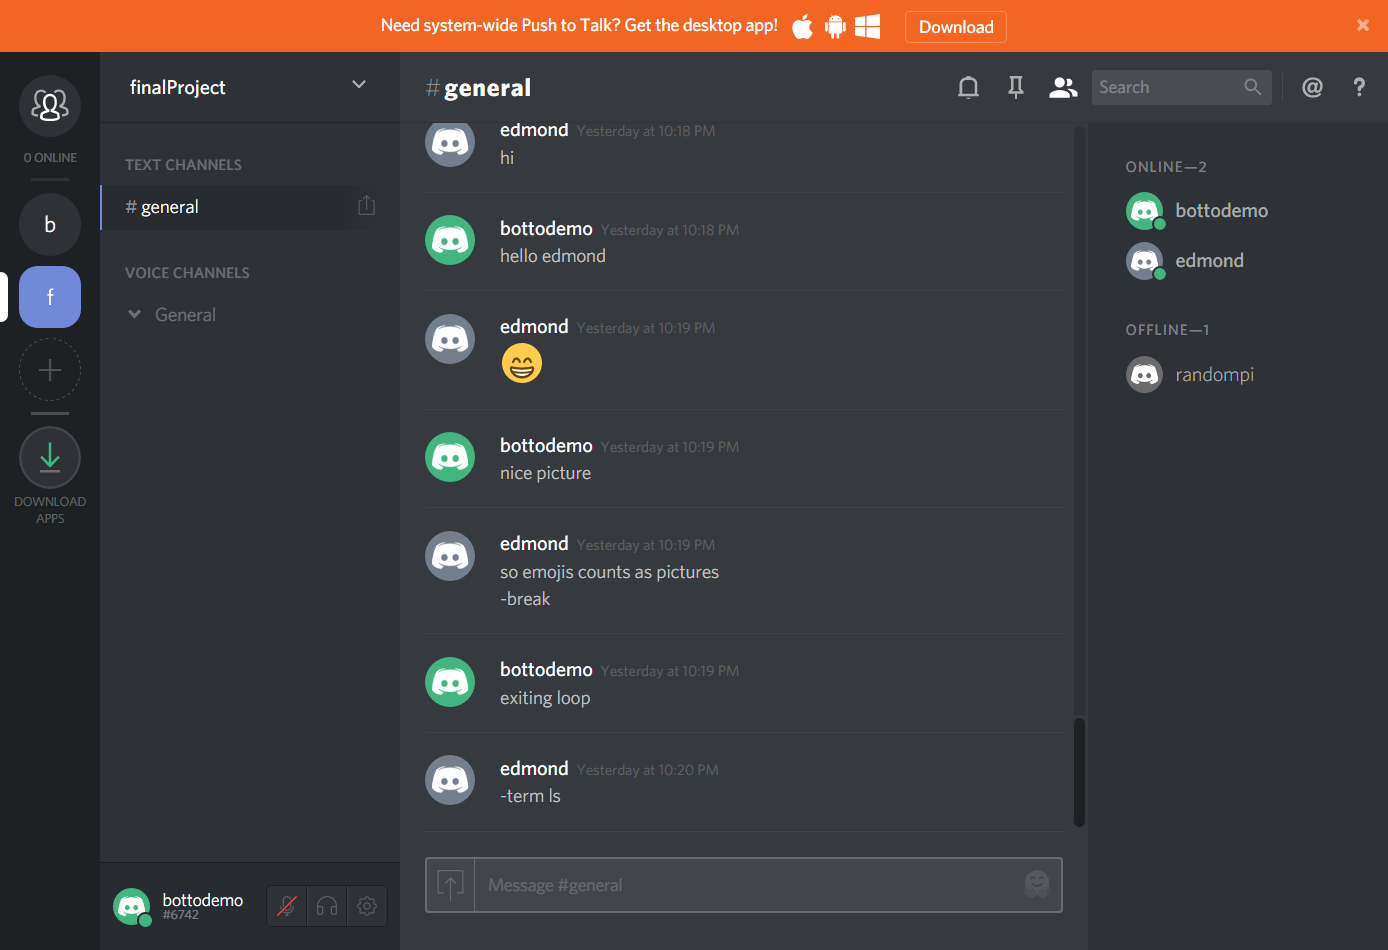 Need system-wide Push to Talk? Get the desktop app!
Download
finalProject
#general
Search
@
?
0 ONLINE
b
f
DOWNLOAD
APPS
TEXT CHANNELS
# general
VOICE CHANNELS
General
bottodemo
#6742
edmond Yesterday at 10:18 PM
hi
bottodemo Yesterday at 10:18 PM
hello edmond
edmond Yesterday at 10:19 PM
bottodemo Yesterday at 10:19 PM
nice picture
edmond Yesterday at 10:19 PM
so emojis counts as pictures
-break
bottodemo Yesterday at 10:19 PM
exiting loop
edmond Yesterday at 10:20 PM
-term ls
Message #general
ONLINE—2
bottodemo
edmond
OFFLINE—1
randompi